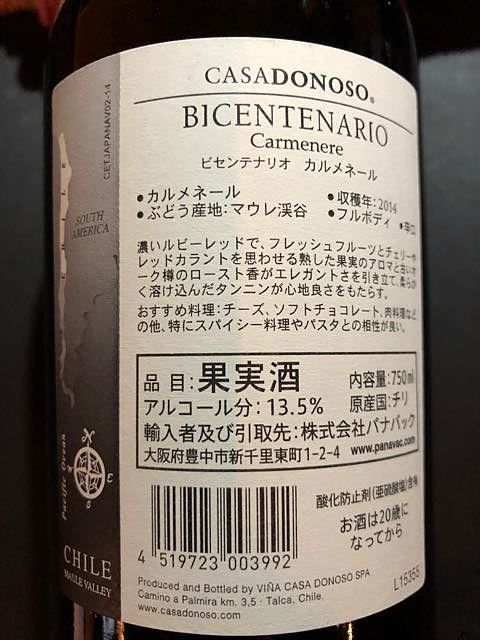 CASADONOSO®
BICENTENARIO
Carmenere
ビセンテナリオ カルメネール
●カルメネール ●収穫年:2014
●ぶどう産地:マウレ渓谷 ●フルボディ ●辛口
濃いルビーレッドで、フレッシュフルーツとチェリーや
レッドカラントを思わせる熟した果実のアロマと古いオ
ーク樽のロースト香がエレガントさを引き立て、柔らか
く溶け込んだタンニンが心地良さをもたらす。
おすすめ料理:チーズ、ソフトチョコレート、肉料理など
の他、特にスパイシー料理やパスタとの相性が良い。
品目:果実酒 内容量:750ml
アルコール分:13.5% 原産国:チリ
輸入者及び引取先:株式会社パナバック
大阪府豊中市新千里東町1-2-4 www.panavac.com
酸化防止剤(亜硫酸塩)含有
お酒は20歳に
なってから
4 519723 003992
Produced and Bottled by VIÑA CASA DONOSO SPA
Camino a Palmira km. 3,5 · Talca, Chile.
www.casadonoso.com
L15355
CETJAPANAV02-14
CHILE
SOUTH
AMERICA
Pacific Ocean
N
E
S
CHILE
MAULE VALLEY